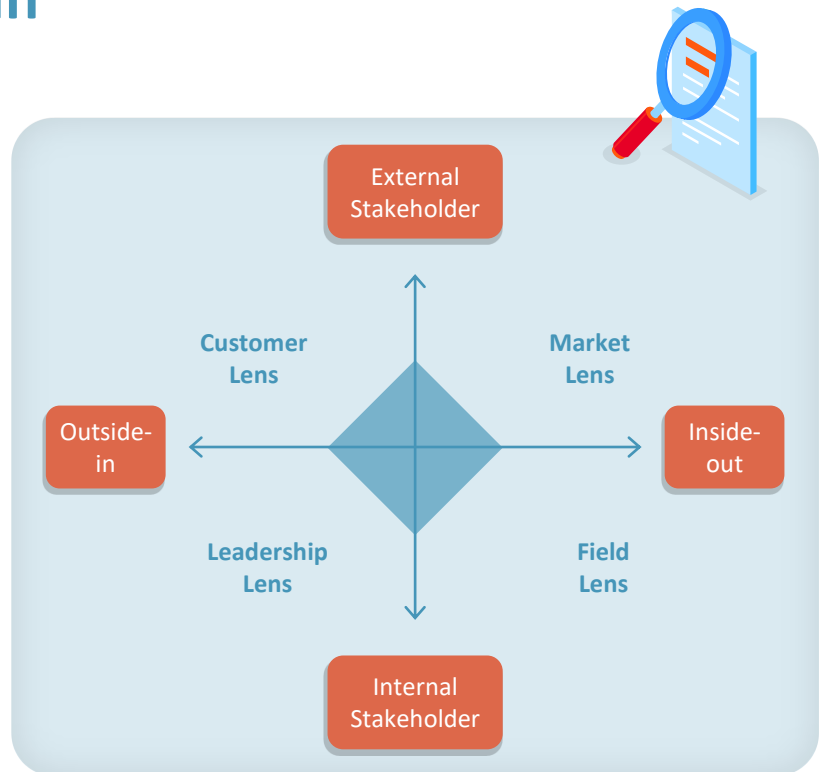 External
Stakeholder
Customer
Lens
Market
Lens
Outside-
in
Inside-
out
Leadership
Lens
Field
Lens
Internal
Stakeholder